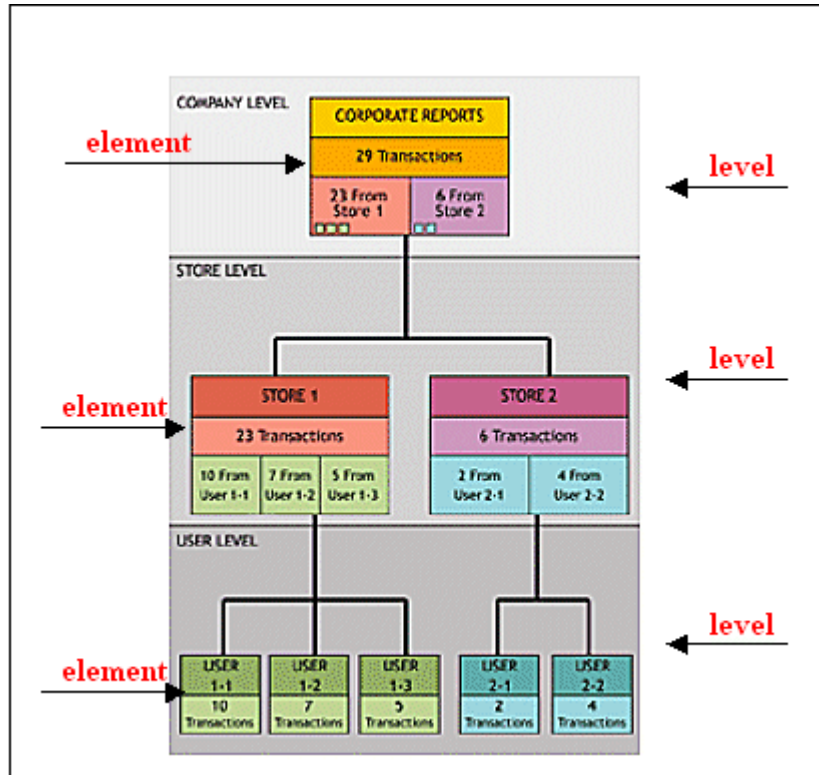 COMPANY LEVEL
CORPORATE REPORTS
element
29 Transactions
level
23 From
Store 1
6 From
Store 2
STORE LEVEL
level
STORE 1
STORE 2
element
23 Transactions
6 Transactions
10 From
User 1-1
7 From
User 1-2
5 From
User 1-3
2 From
User 2-1
4 From
User 2-2
USER LEVEL
level
element
USER
1-1
10
Transactions
USER
1-2
7
Transactions
USER
1-3
5
Transactions
USER
2-1
2
Transactions
USER
2-2
4
Transactions